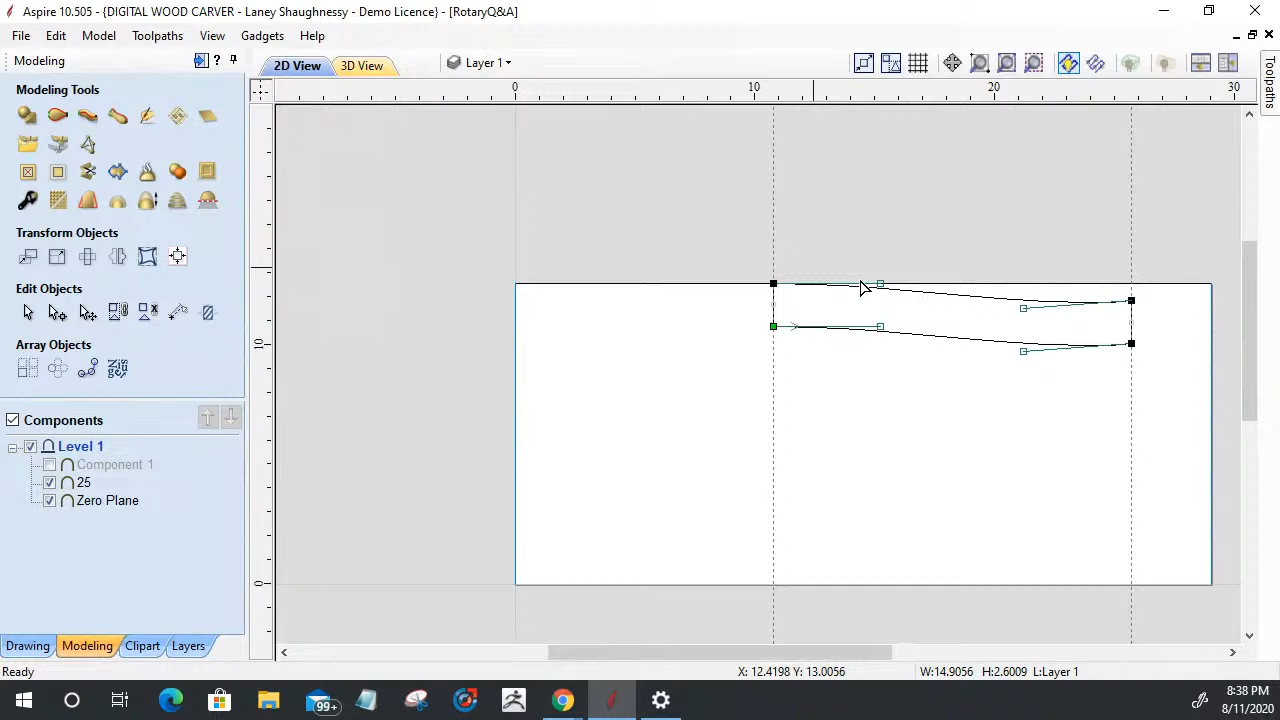 Aspire 10.505 - {DIGITAL WOOD CARVER - Laney Shaughnessy - Demo Licence} - [RotaryQ&A]
File Edit Model Toolpaths View Gadgets Help
Modeling
2D View 3D View Layer 1
Toolpaths
0 10 20 30
Modeling Tools
Transform Objects
Edit Objects
Array Objects
10
0
Components
Level 1
Component 1
25
Zero Plane
Drawing Modeling Clipart Layers
Ready X: 12.4198 Y: 13.0056 W:14.9056 H:2.6009 L:Layer 1
99+
8:38 PM
8/11/2020